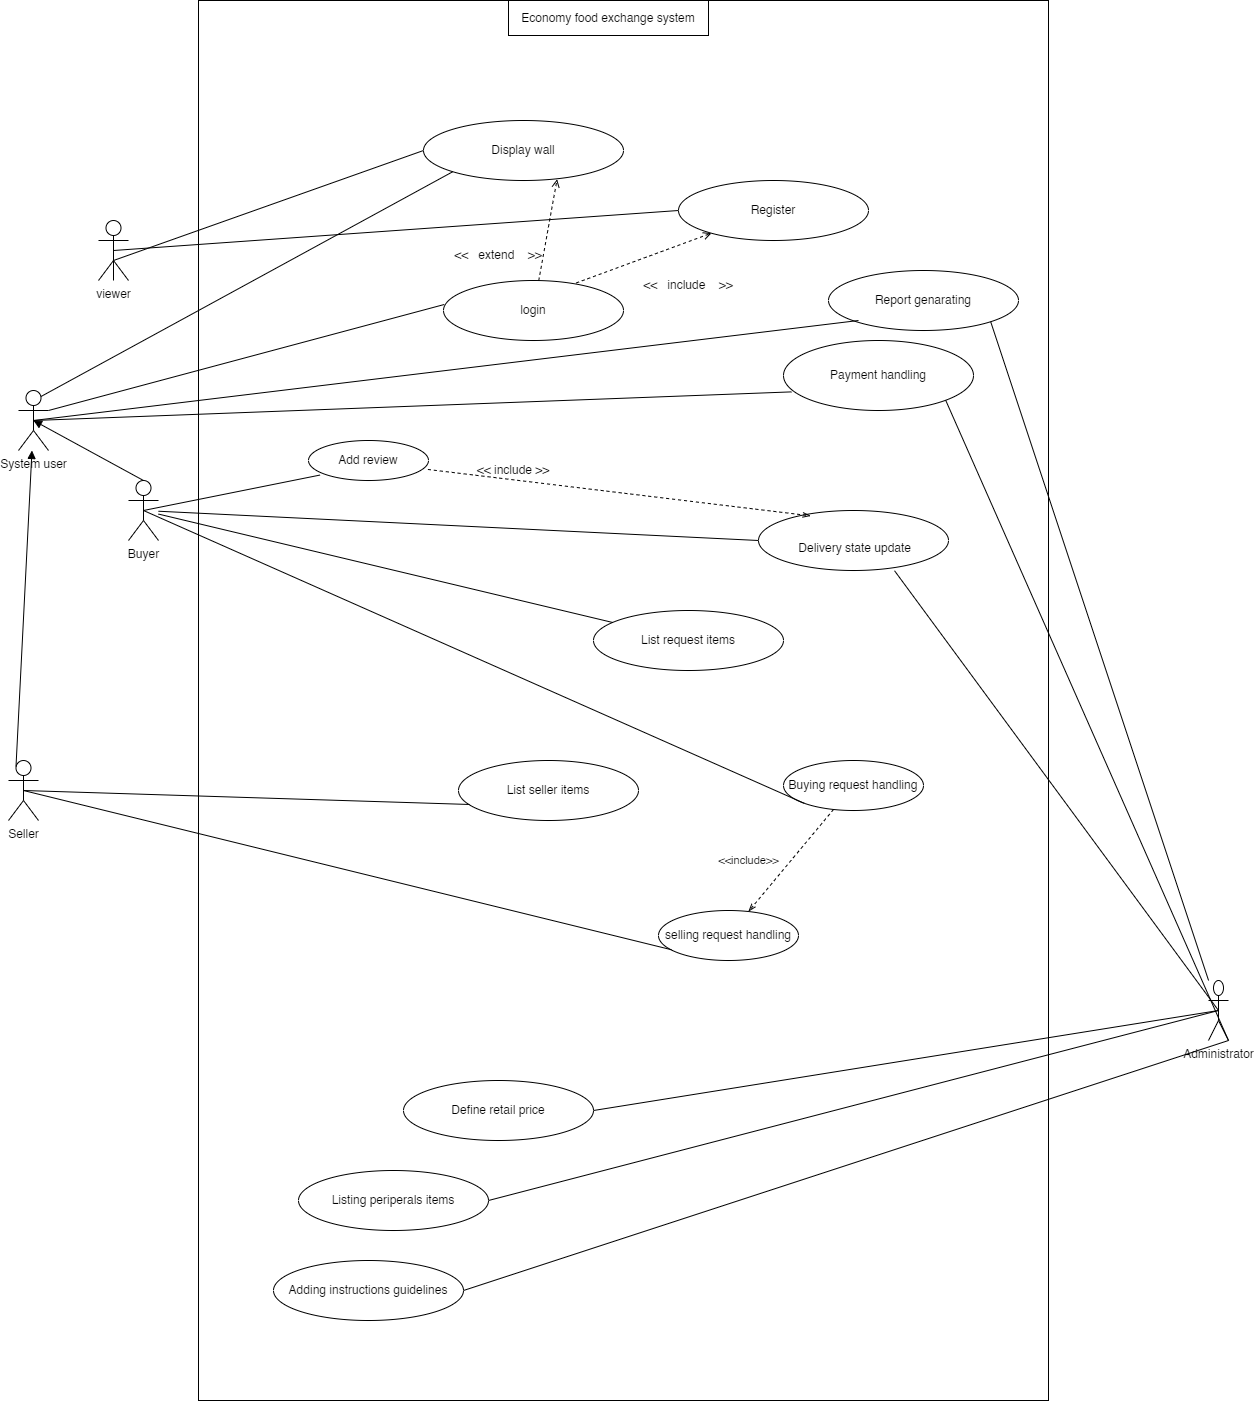 Economy food exchange system
Display wall
Register
<< extend >>
<< include >>
viewer
login
Report genarating
Payment handling
System user
Add review
<< include >>
Buyer
Delivery state update
List request items
List seller items
Buying request handling
Seller
<<include>>
selling request handling
Administrator
Define retail price
Listing periperals items
Adding instructions guidelines